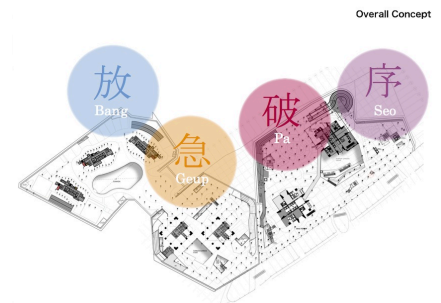 Overall Concept
放
Bang
急
Geup
破
Pa
序
Seo